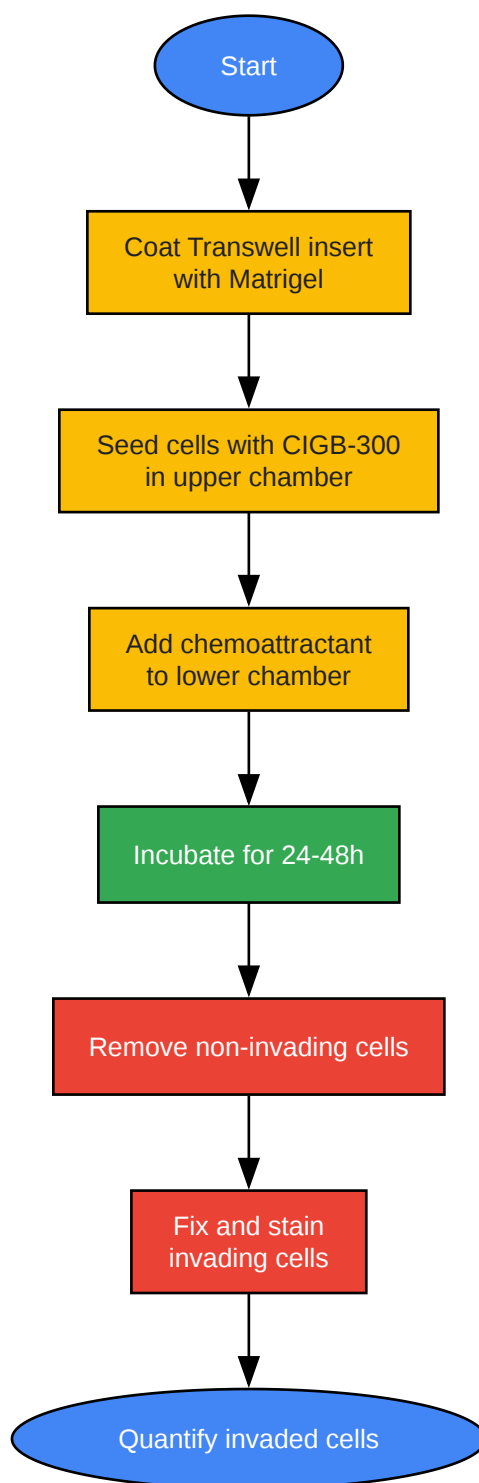 Start
Coat Transwell insert
with Matrigel
Seed cells with CIGB-300
in upper chamber
Add chemoattractant
to lower chamber
Incubate for 24-48h
Remove non-invading cells
Fix and stain
invading cells
Quantify invaded cells